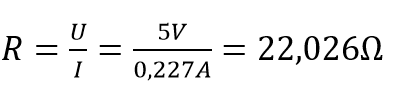 R = U/I = 5V/0,227A = 22,026Ω